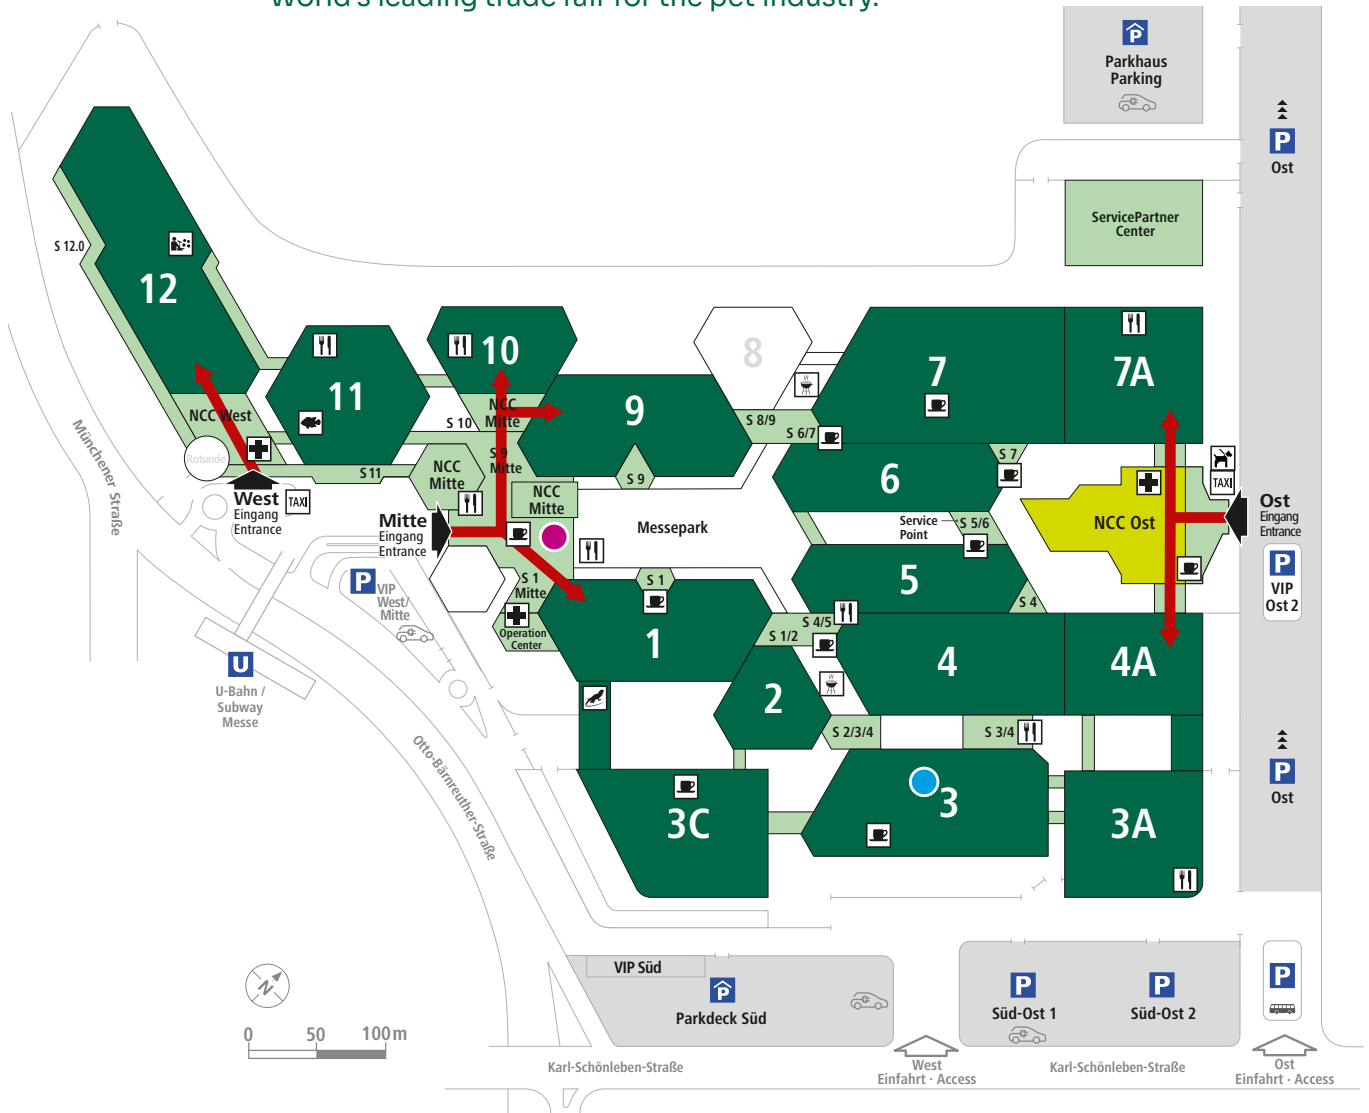 World's leading trade fair for the pet industry.
P
Parkhaus
Parking
P
Ost
ServicePartner
Center
S 12.0
12
11
10
9
8
7
7A
NCC West
NCC
Mitte
S 10
S 9
Mitte
S 8/9
S 6/7
Rotunde
S 11
NCC
Mitte
S 9
NCC
Mitte
6
S 7
West
Eingang
Entrance
TAXI
Mitte
Eingang
Entrance
Messepark
Service
Point
S 5/6
NCC Ost
TAXI
Ost
Eingang
Entrance
Münchener Straße
P
VIP
West/
Mitte
S 1
Mitte
S 1
5
S 4
P
VIP
Ost 2
Operation
Center
1
S 4/5
S 1/2
4
4A
U
U-Bahn /
Subway
Messe
2
S 2/3/4
S 3/4
Otto-Bärnreuther-Straße
3C
3
3A
P
Ost
N
0 50 100 m
VIP Süd
P
Parkdeck Süd
P
Süd-Ost 1
P
Süd-Ost 2
P
Karl-Schönleben-Straße
West
Einfahrt · Access
Karl-Schönleben-Straße
Ost
Einfahrt · Access